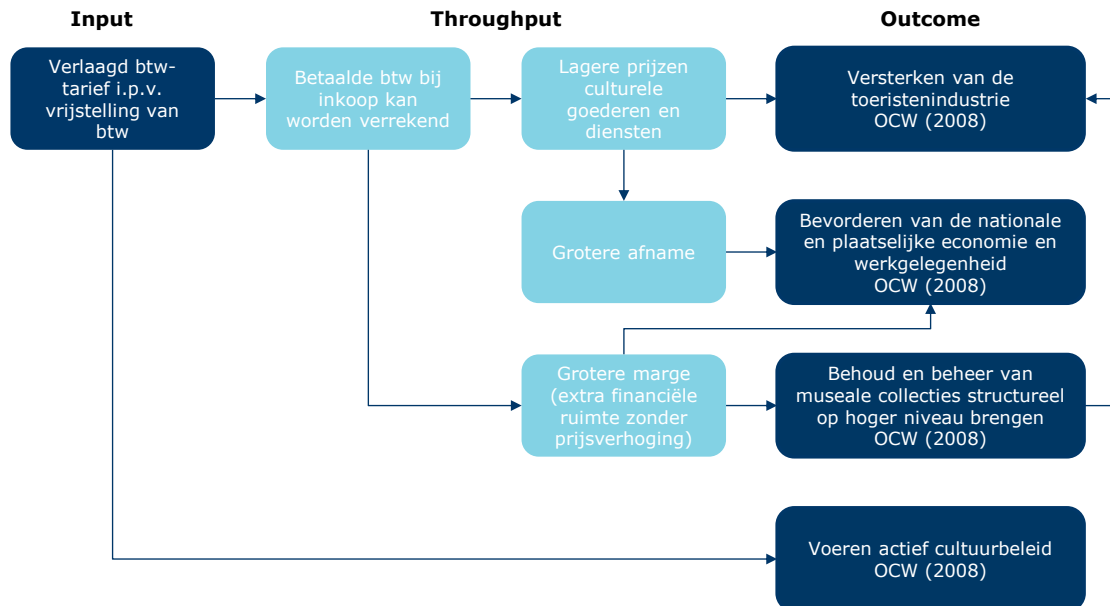 Input
Throughput
Outcome
Verlaagd btw-
tarief i.p.v.
vrijstelling van
btw
Betaalde btw bij
inkoop kan
worden verrekend
Lagere prijzen
culturele
goederen en
diensten
Versterken van de
toeristenindustrie
OCW (2008)
Grotere afname
Bevorderen van de nationale
en plaatselijke economie en
werkgelegenheid
OCW (2008)
Grotere marge
(extra financiële
ruimte zonder
prijsverhoging)
Behoud en beheer van
museale collecties structureel
op hoger niveau brengen
OCW (2008)
Voeren actief cultuurbeleid
OCW (2008)